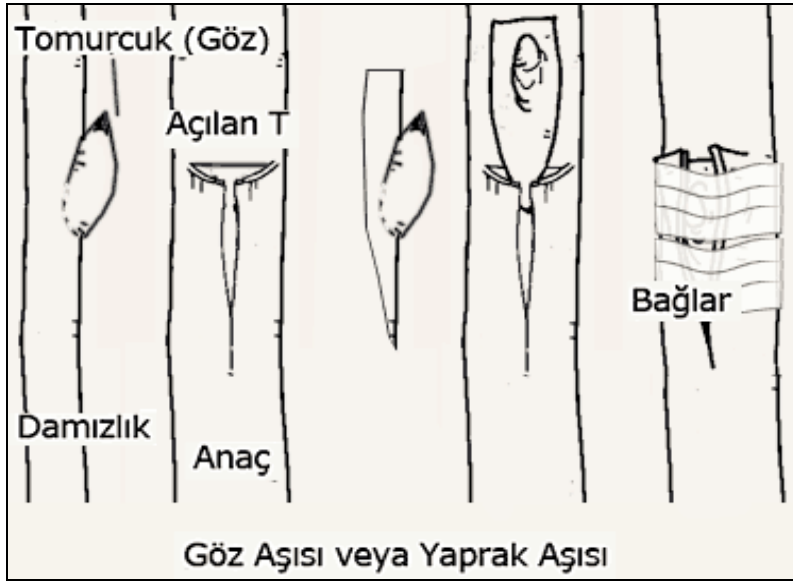 Tomurcuk (Göz)
Açılan T
Bağlar
Damızlık
Anaç
Göz Aşısı veya Yaprak Aşısı